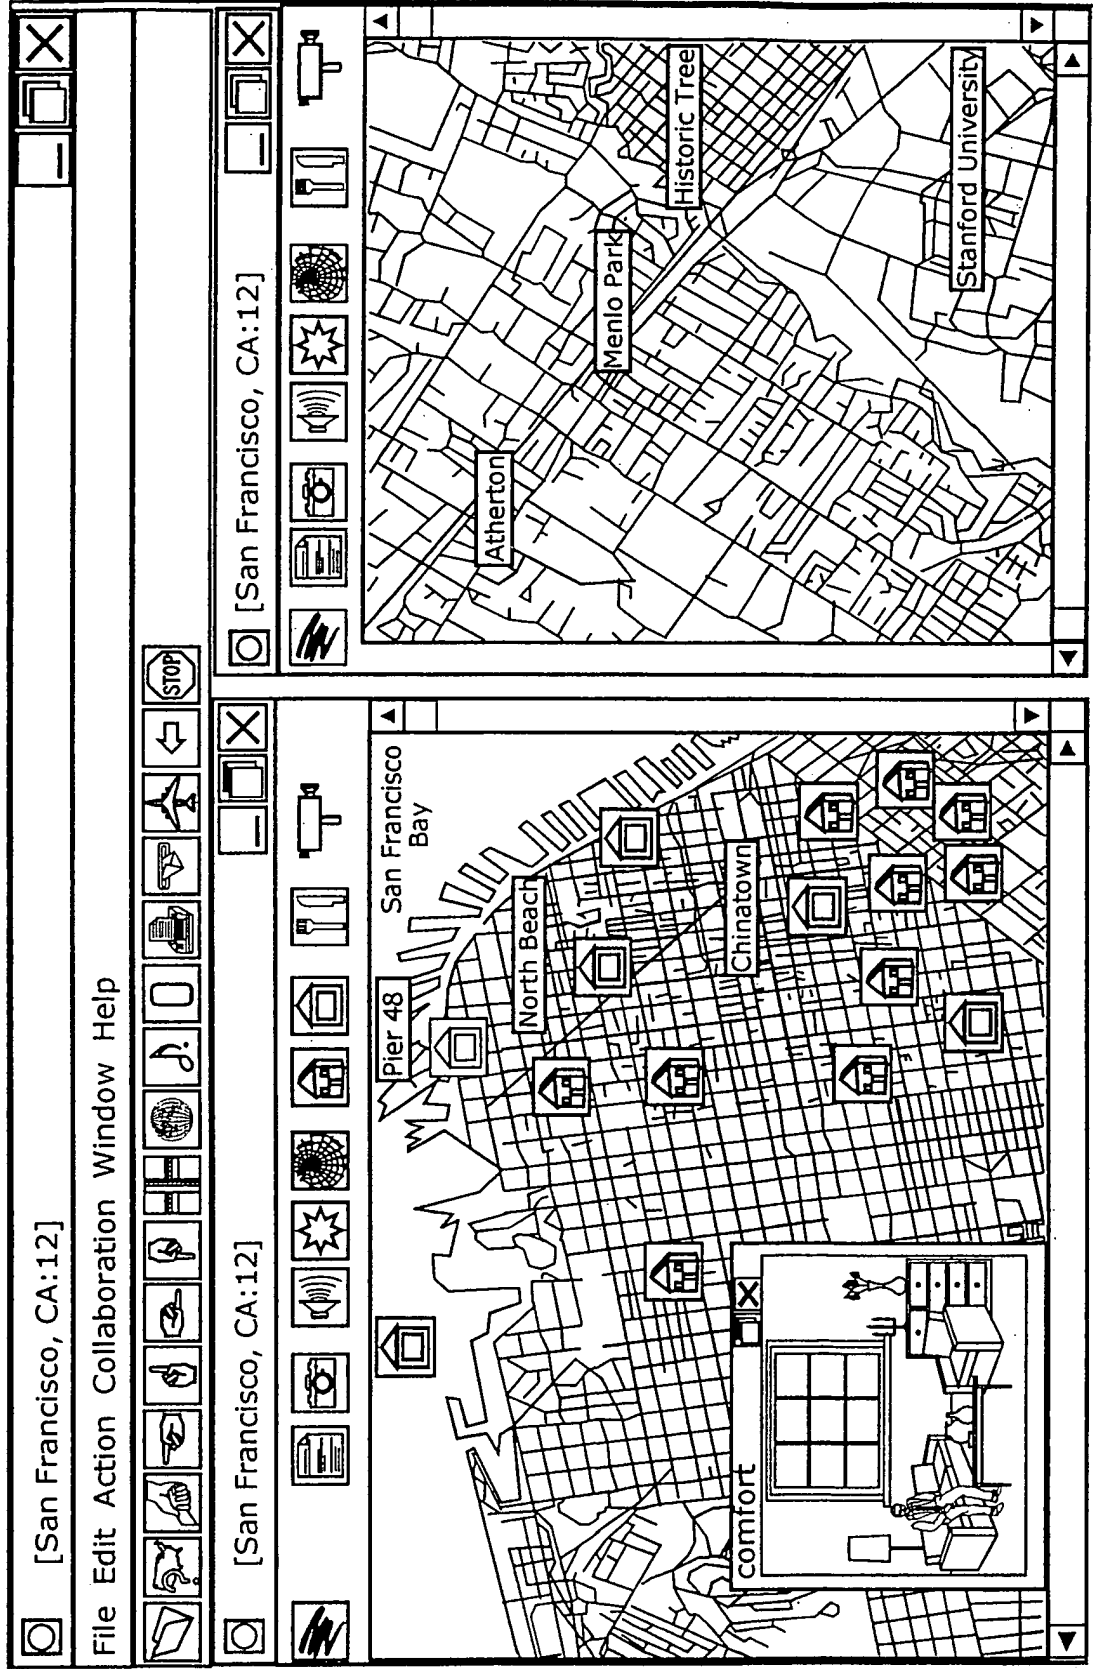 [San Francisco, CA:12]
File Edit Action Collaboration Window Help
STOP
[San Francisco, CA:12]
San Francisco
Bay
Pier 48
North Beach
Chinatown
comfort
[San Francisco, CA:12]
Atherton
Menlo Park
Historic Tree
Stanford University